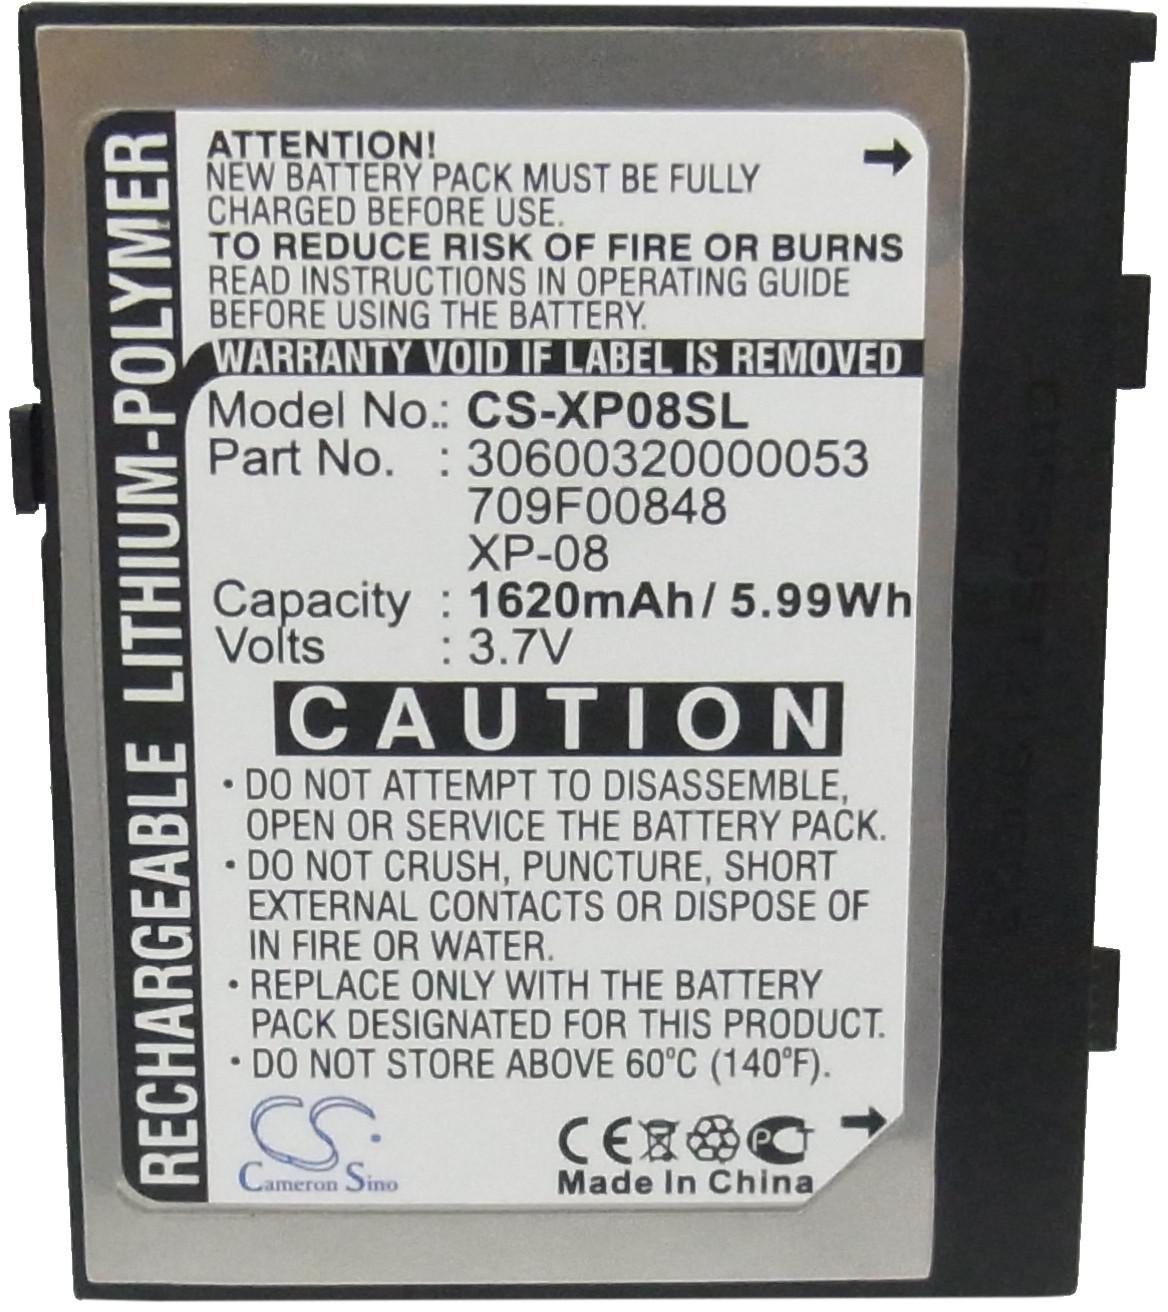 RECHARGEABLE LITHIUM-POLYMER
ATTENTION!
NEW BATTERY PACK MUST BE FULLY
CHARGED BEFORE USE.
TO REDUCE RISK OF FIRE OR BURNS
READ INSTRUCTIONS IN OPERATING GUIDE
BEFORE USING THE BATTERY.
WARRANTY VOID IF LABEL IS REMOVED
Model No.: CS-XP08SL
Part No. : 30600320000053
709F00848
XP-08
Capacity : 1620mAh/ 5.99Wh
Volts : 3.7V
CAUTION
• DO NOT ATTEMPT TO DISASSEMBLE,
OPEN OR SERVICE THE BATTERY PACK.
• DO NOT CRUSH, PUNCTURE, SHORT
EXTERNAL CONTACTS OR DISPOSE OF
IN FIRE OR WATER.
• REPLACE ONLY WITH THE BATTERY
PACK DESIGNATED FOR THIS PRODUCT.
• DO NOT STORE ABOVE 60°C (140°F).
CS
Cameron Sino
CE PCT
Made In China